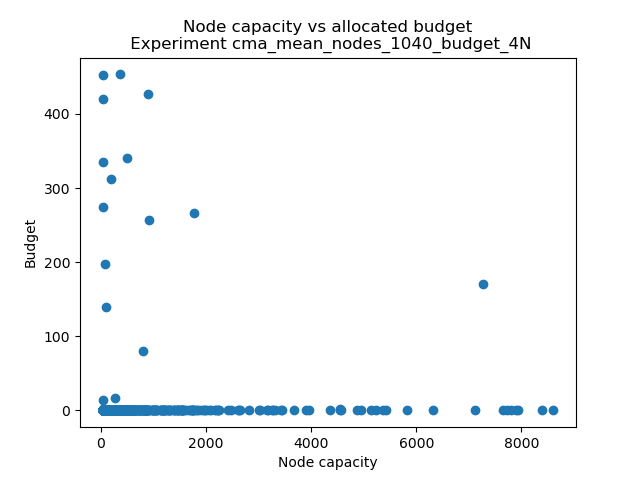 Node capacity vs allocated budget
Experiment cma_mean_nodes_1040_budget_4N
Budget
400
300
200
100
0
0 2000 4000 6000 8000
Node capacity